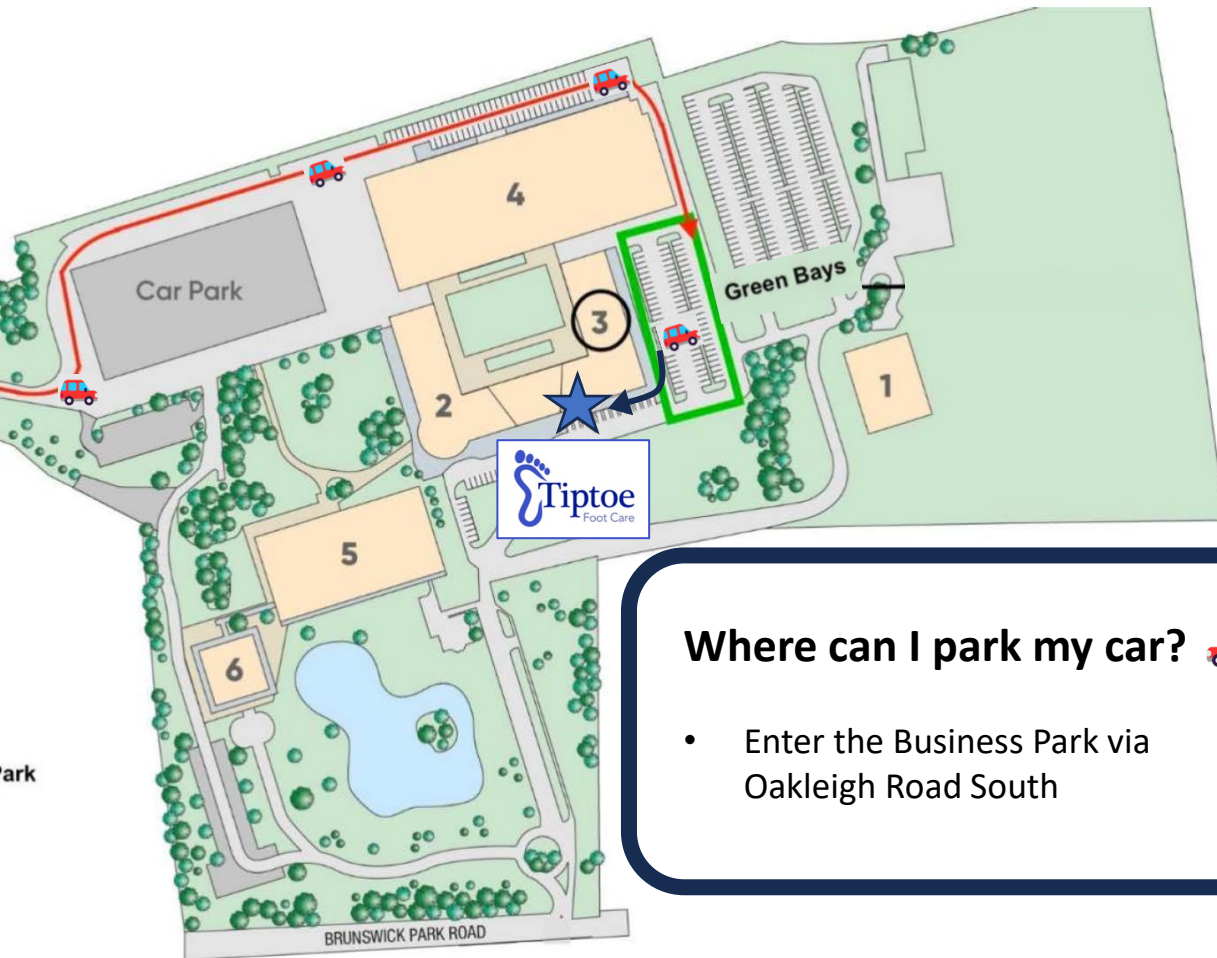 4
Car Park
3
Green Bays
1
2
Tiptoe
Foot Care
5
6
Park
Where can I park my car?
• Enter the Business Park via
Oakleigh Road South
BRUNSWICK PARK ROAD